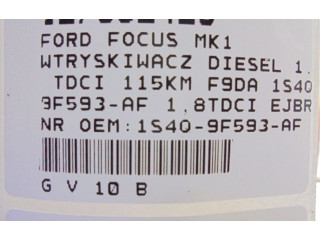 FORD FOCUS MK1
WTRYSKIWACZ DIESEL 1.
TDCI 115KM F9DA 1S40
9F593-AF 1,8TDCI EJBR
NR OEM:1S40-9F593-AF
G V 10 B